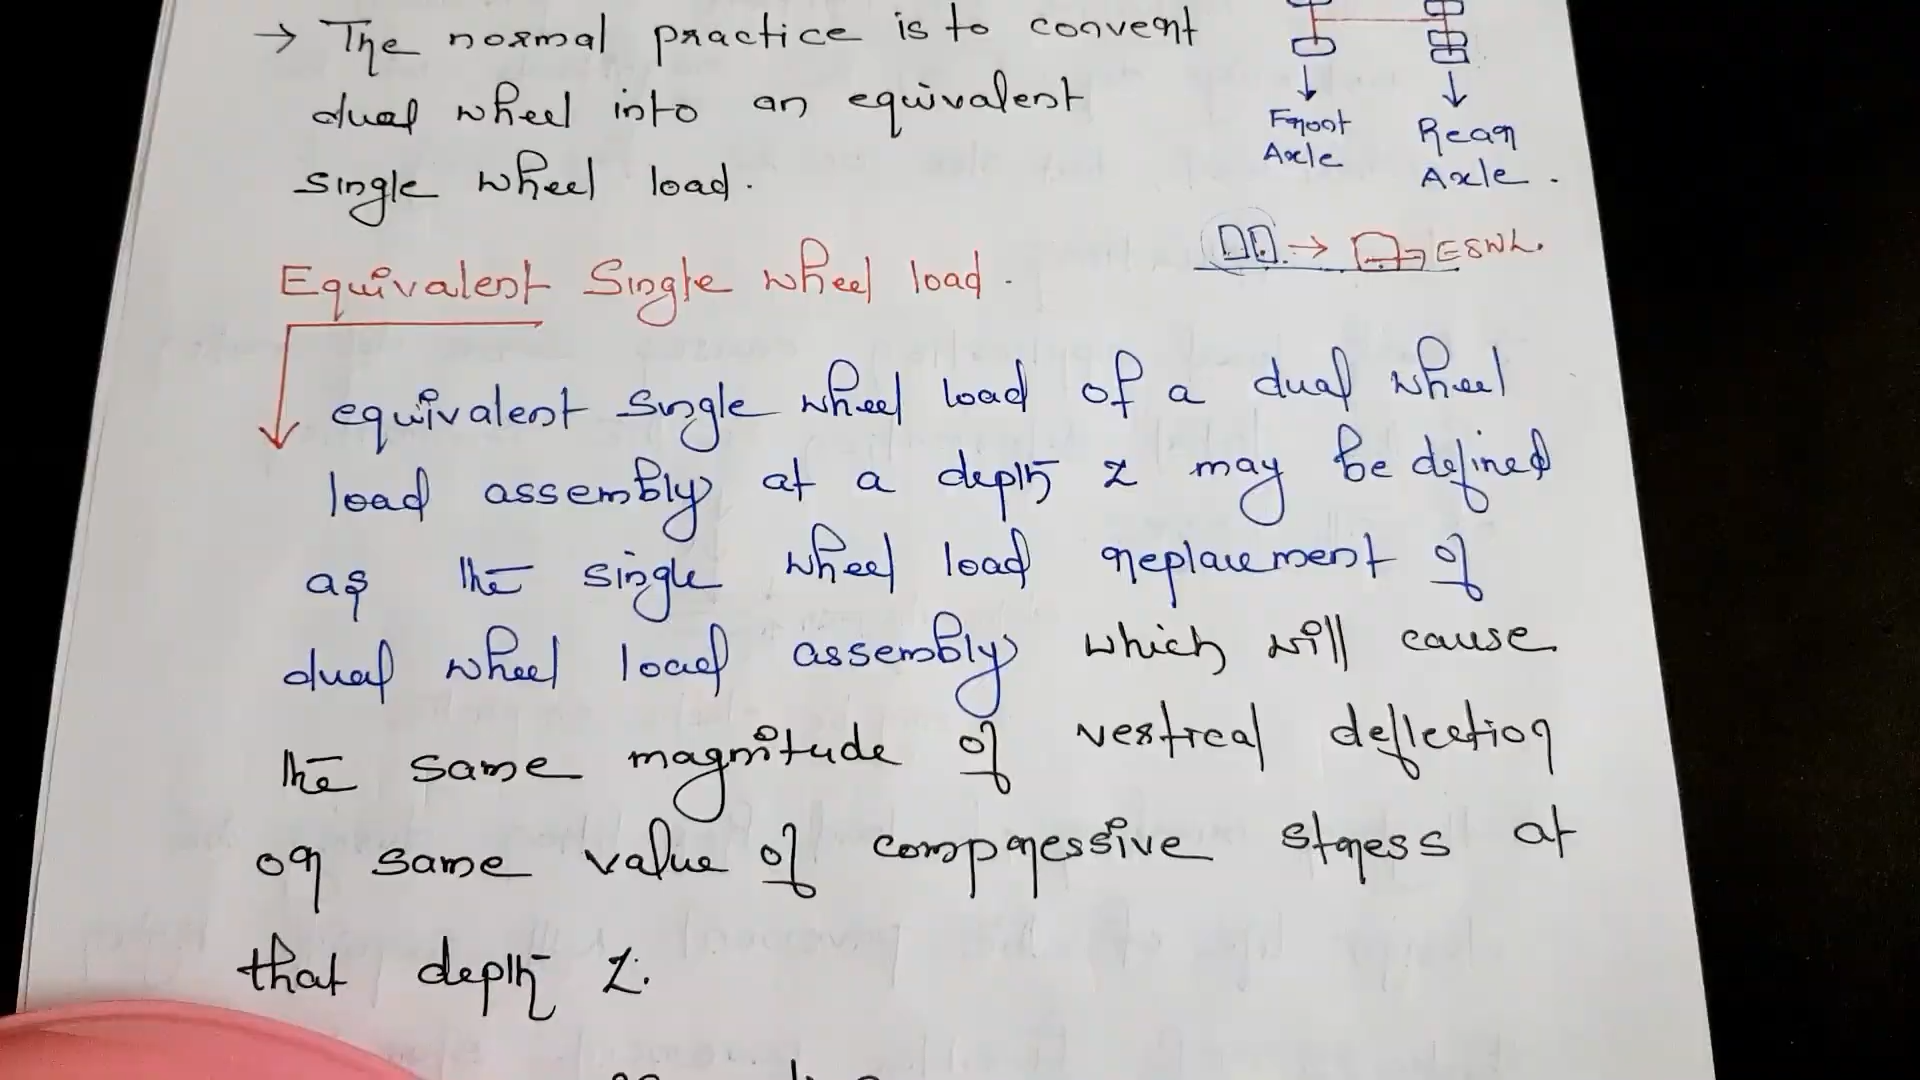 → The normal practice is to convert
dual wheel into an equivalent
single wheel load.
Front
Axle
Rear
Axle.
→ ESWL.
Equivalent Single wheel load.
equivalent single wheel load of a dual wheel
load assembly at a depth z may be defined
as the single wheel load replacement of
dual wheel load assembly which will cause
the same magnitude of vertical deflection
or same value of compressive stress at
that depth z.